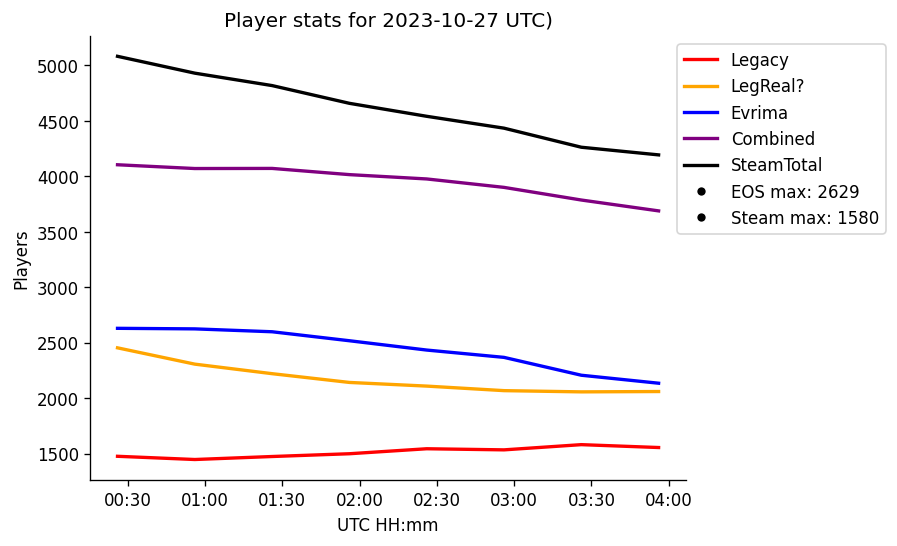 Player stats for 2023-10-27 UTC)
5000
4500
4000
3500
3000
2500
2000
1500
Players
00:30 01:00 01:30 02:00 02:30 03:00 03:30 04:00
UTC HH:mm
Legacy
LegReal?
Evrima
Combined
SteamTotal
EOS max: 2629
Steam max: 1580